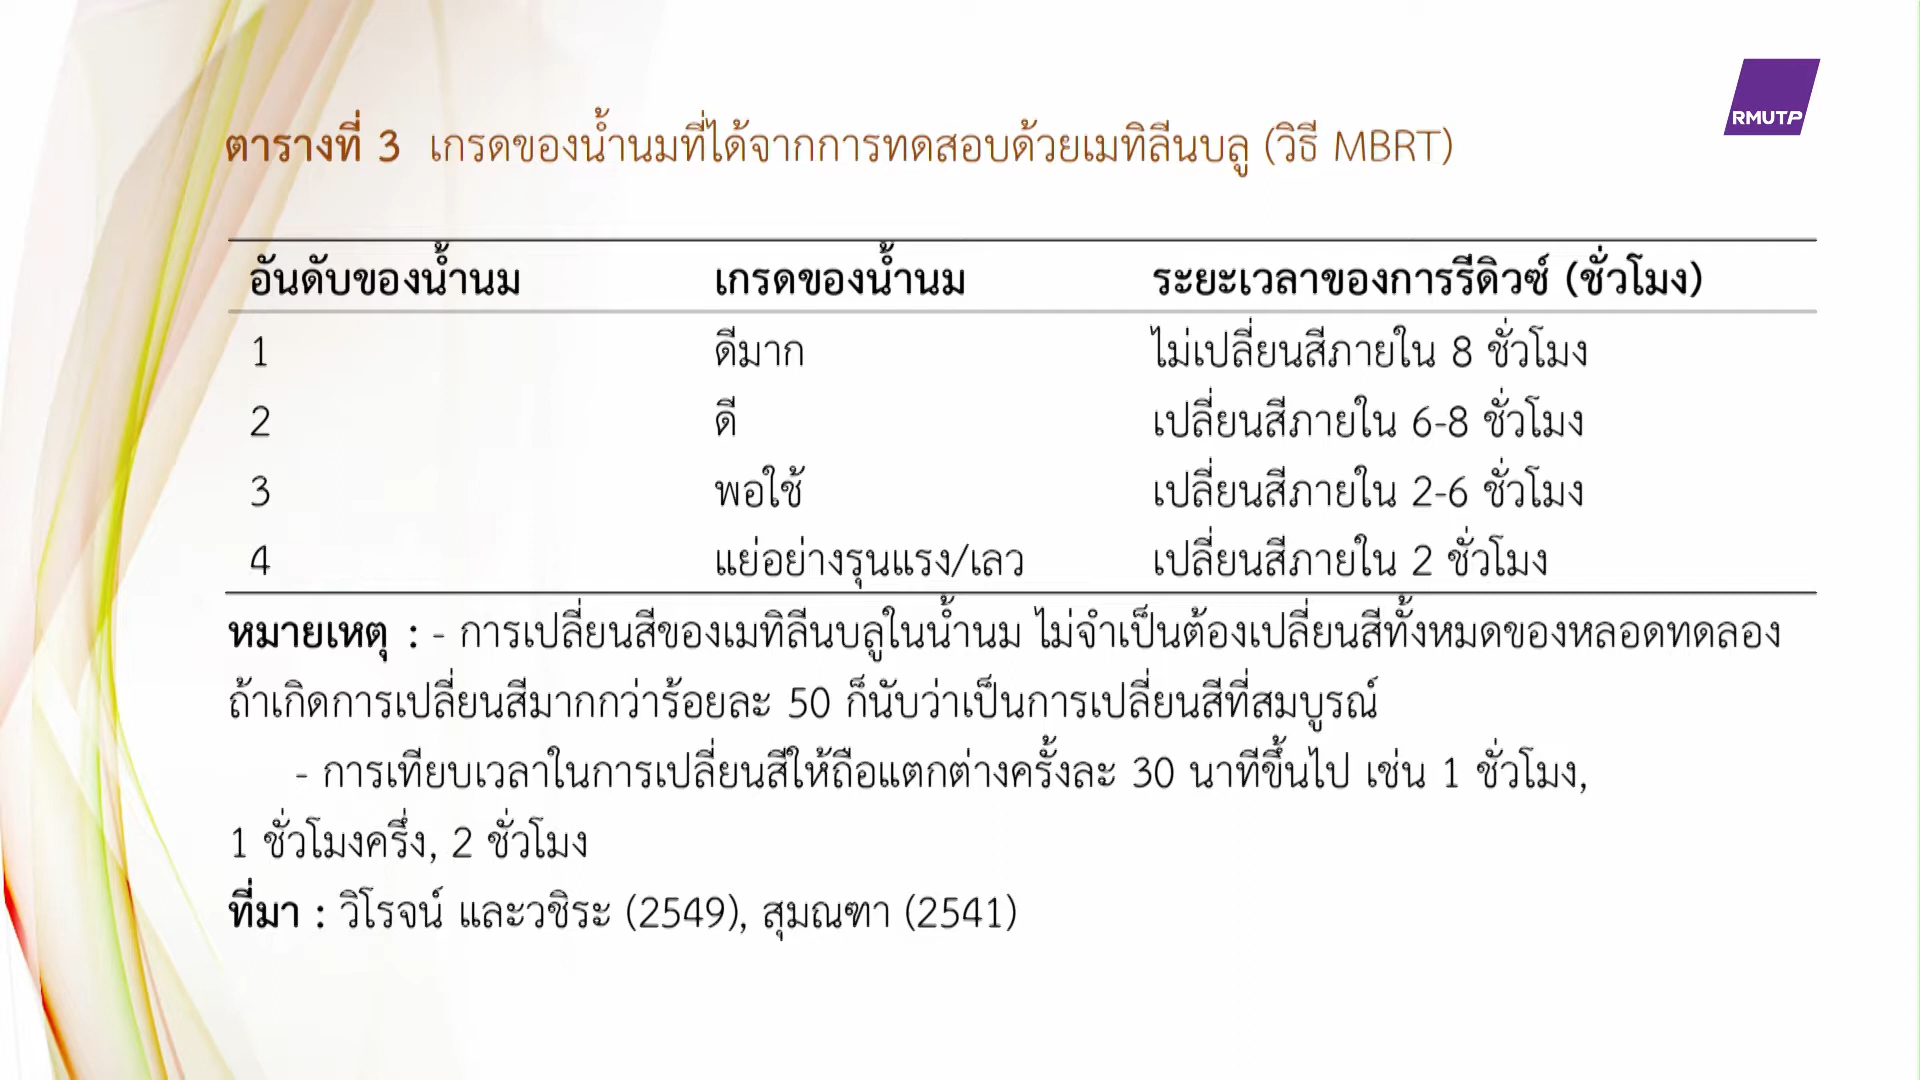 RMUTP
ตารางที่ 3 เกรดของน้ำนมที่ได้จากการทดสอบด้วยเมทิลีนบลู (วิธี MBRT)
อันดับของน้ำนม เกรดของน้ำนม ระยะเวลาของการรีดิวซ์ (ชั่วโมง)
1 ดีมาก ไม่เปลี่ยนสีภายใน 8 ชั่วโมง
2 ดี เปลี่ยนสีภายใน 6-8 ชั่วโมง
3 พอใช้ เปลี่ยนสีภายใน 2-6 ชั่วโมง
4 แย่อย่างรุนแรง/เลว เปลี่ยนสีภายใน 2 ชั่วโมง
หมายเหตุ : - การเปลี่ยนสีของเมทิลีนบลูในน้ำนม ไม่จำเป็นต้องเปลี่ยนสีทั้งหมดของหลอดทดลอง
ถ้าเกิดการเปลี่ยนสีมากกว่าร้อยละ 50 ก็นับว่าเป็นการเปลี่ยนสีที่สมบูรณ์
- การเทียบเวลาในการเปลี่ยนสีให้ถือแตกต่างครั้งละ 30 นาทีขึ้นไป เช่น 1 ชั่วโมง,
1 ชั่วโมงครึ่ง, 2 ชั่วโมง
ที่มา : วิโรจน์ และวชิระ (2549), สุมณฑา (2541)